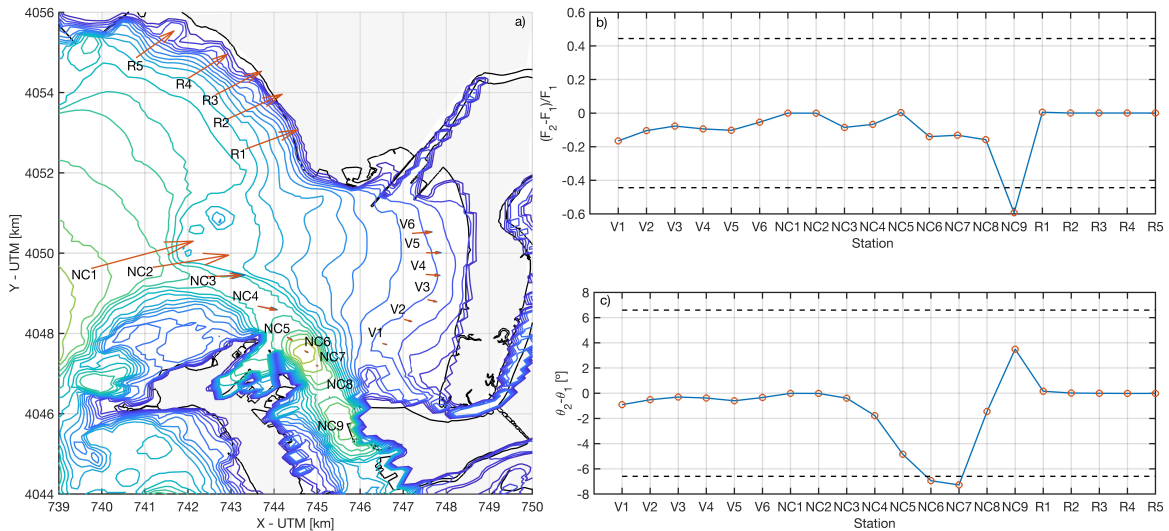 a)
4056
4054
4052
4050
4048
4046
4044
Y - UTM [km]
739
740
741
742
743
744
745
746
747
748
749
750
X - UTM [km]
R5
R4
R3
R2
R1
V6
V5
V4
V3
V2
V1
NC1
NC2
NC3
NC4
NC5
NC6
NC7
NC8
NC9
b)
0.6
0.4
0.2
0
-0.2
-0.4
-0.6
(F2-F1)/F1
V1 V2 V3 V4 V5 V6 NC1 NC2 NC3 NC4 NC5 NC6 NC7 NC8 NC9 R1 R2 R3 R4 R5
Station
c)
8
6
4
2
0
-2
-4
-6
-8
θ2-θ1 [°]
V1 V2 V3 V4 V5 V6 NC1 NC2 NC3 NC4 NC5 NC6 NC7 NC8 NC9 R1 R2 R3 R4 R5
Station